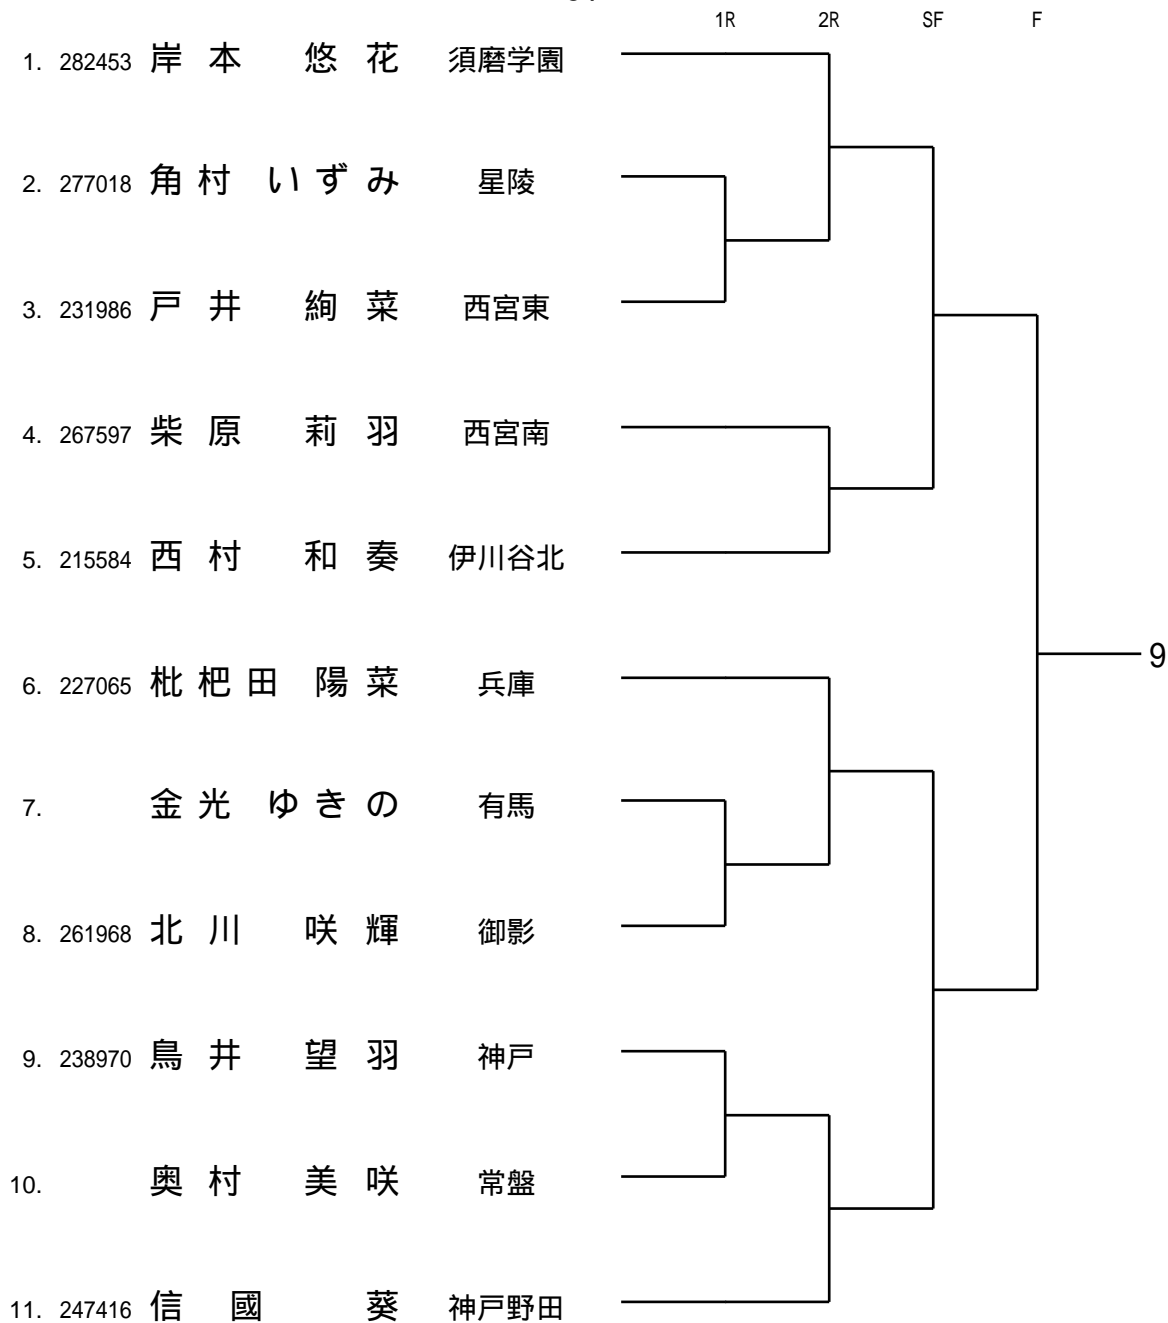 1R 2R SF F
1. 282453 岸本 悠花 須磨学園
2. 277018 角村 いずみ 星陵
3. 231986 戸井 絢菜 西宮東
4. 267597 柴原 莉羽 西宮南
5. 215584 西村 和奏 伊川谷北
9
6. 227065 枇杷田 陽菜 兵庫
7. 金光 ゆきの 有馬
8. 261968 北川 咲輝 御影
9. 238970 鳥井 望羽 神戸
10. 奥村 美咲 常盤
11. 247416 信國 葵 神戸野田